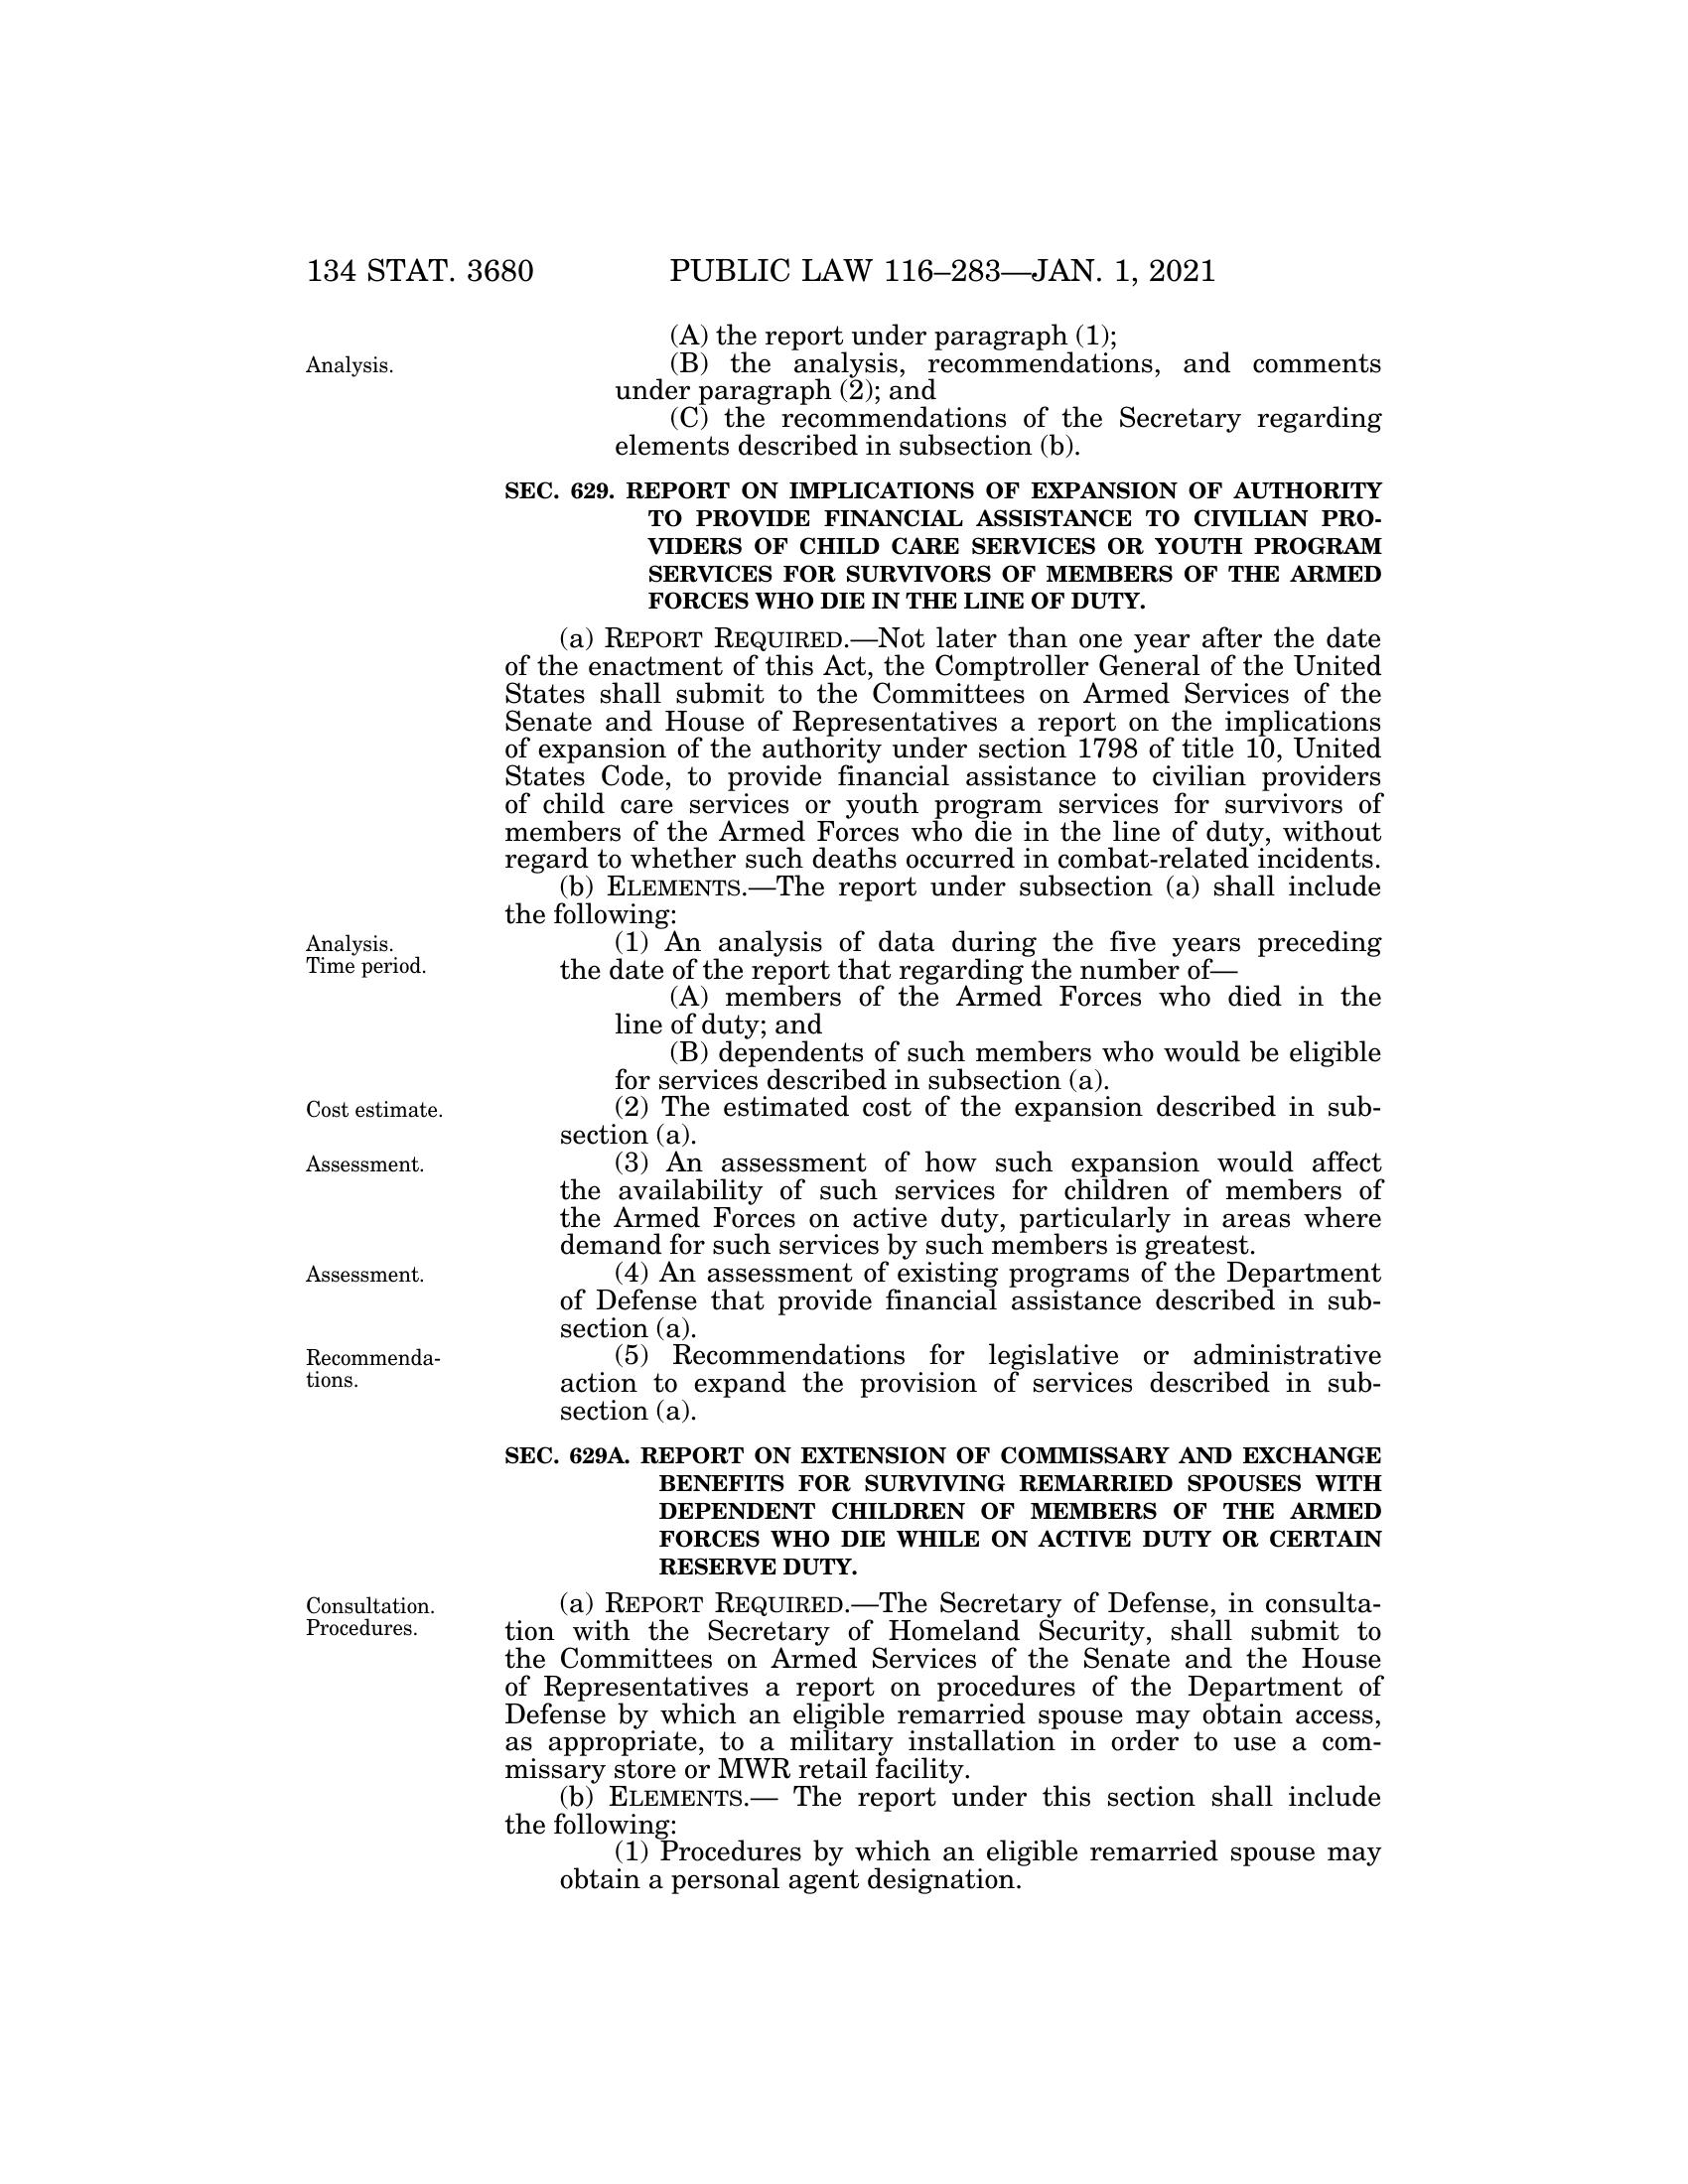 134 STAT. 3680 PUBLIC LAW 116–283—JAN. 1, 2021
(A) the report under paragraph (1);
Analysis.
(B) the analysis, recommendations, and comments
under paragraph (2); and
(C) the recommendations of the Secretary regarding
elements described in subsection (b).
SEC. 629. REPORT ON IMPLICATIONS OF EXPANSION OF AUTHORITY
TO PROVIDE FINANCIAL ASSISTANCE TO CIVILIAN PRO-
VIDERS OF CHILD CARE SERVICES OR YOUTH PROGRAM
SERVICES FOR SURVIVORS OF MEMBERS OF THE ARMED
FORCES WHO DIE IN THE LINE OF DUTY.
(a) REPORT REQUIRED.—Not later than one year after the date
of the enactment of this Act, the Comptroller General of the United
States shall submit to the Committees on Armed Services of the
Senate and House of Representatives a report on the implications
of expansion of the authority under section 1798 of title 10, United
States Code, to provide financial assistance to civilian providers
of child care services or youth program services for survivors of
members of the Armed Forces who die in the line of duty, without
regard to whether such deaths occurred in combat-related incidents.
(b) ELEMENTS.—The report under subsection (a) shall include
the following:
Analysis.
Time period.
(1) An analysis of data during the five years preceding
the date of the report that regarding the number of—
(A) members of the Armed Forces who died in the
line of duty; and
(B) dependents of such members who would be eligible
for services described in subsection (a).
Cost estimate.
(2) The estimated cost of the expansion described in sub-
section (a).
Assessment.
(3) An assessment of how such expansion would affect
the availability of such services for children of members of
the Armed Forces on active duty, particularly in areas where
demand for such services by such members is greatest.
Assessment.
(4) An assessment of existing programs of the Department
of Defense that provide financial assistance described in sub-
section (a).
Recommenda-
tions.
(5) Recommendations for legislative or administrative
action to expand the provision of services described in sub-
section (a).
SEC. 629A. REPORT ON EXTENSION OF COMMISSARY AND EXCHANGE
BENEFITS FOR SURVIVING REMARRIED SPOUSES WITH
DEPENDENT CHILDREN OF MEMBERS OF THE ARMED
FORCES WHO DIE WHILE ON ACTIVE DUTY OR CERTAIN
RESERVE DUTY.
Consultation.
Procedures.
(a) REPORT REQUIRED.—The Secretary of Defense, in consulta-
tion with the Secretary of Homeland Security, shall submit to
the Committees on Armed Services of the Senate and the House
of Representatives a report on procedures of the Department of
Defense by which an eligible remarried spouse may obtain access,
as appropriate, to a military installation in order to use a com-
missary store or MWR retail facility.
(b) ELEMENTS.— The report under this section shall include
the following:
(1) Procedures by which an eligible remarried spouse may
obtain a personal agent designation.